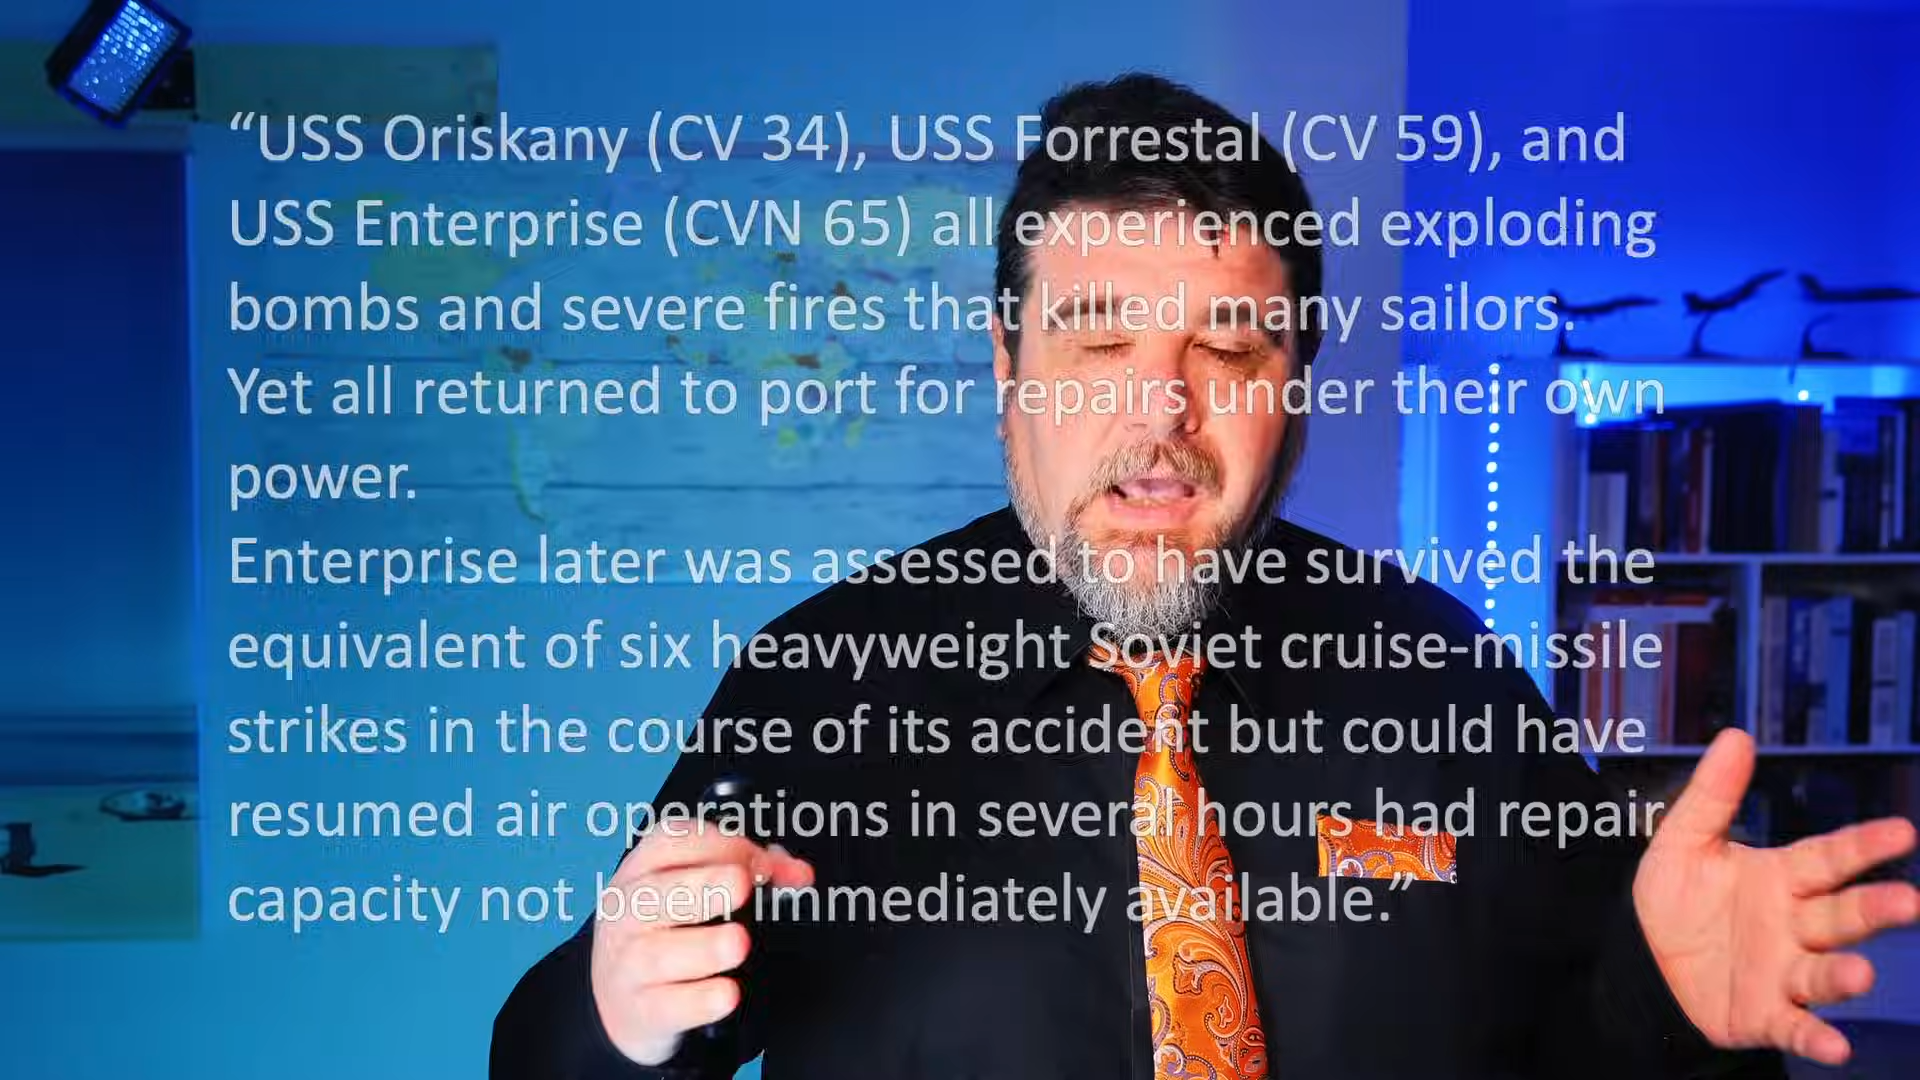 “USS Oriskany (CV 34), USS Forrestal (CV 59), and
USS Enterprise (CVN 65) all experienced exploding
bombs and severe fires that killed many sailors.
Yet all returned to port for repairs under their own
power.
Enterprise later was assessed to have survived the
equivalent of six heavyweight Soviet cruise-missile
strikes in the course of its accident but could have
resumed air operations in several hours had repair
capacity not been immediately available.”